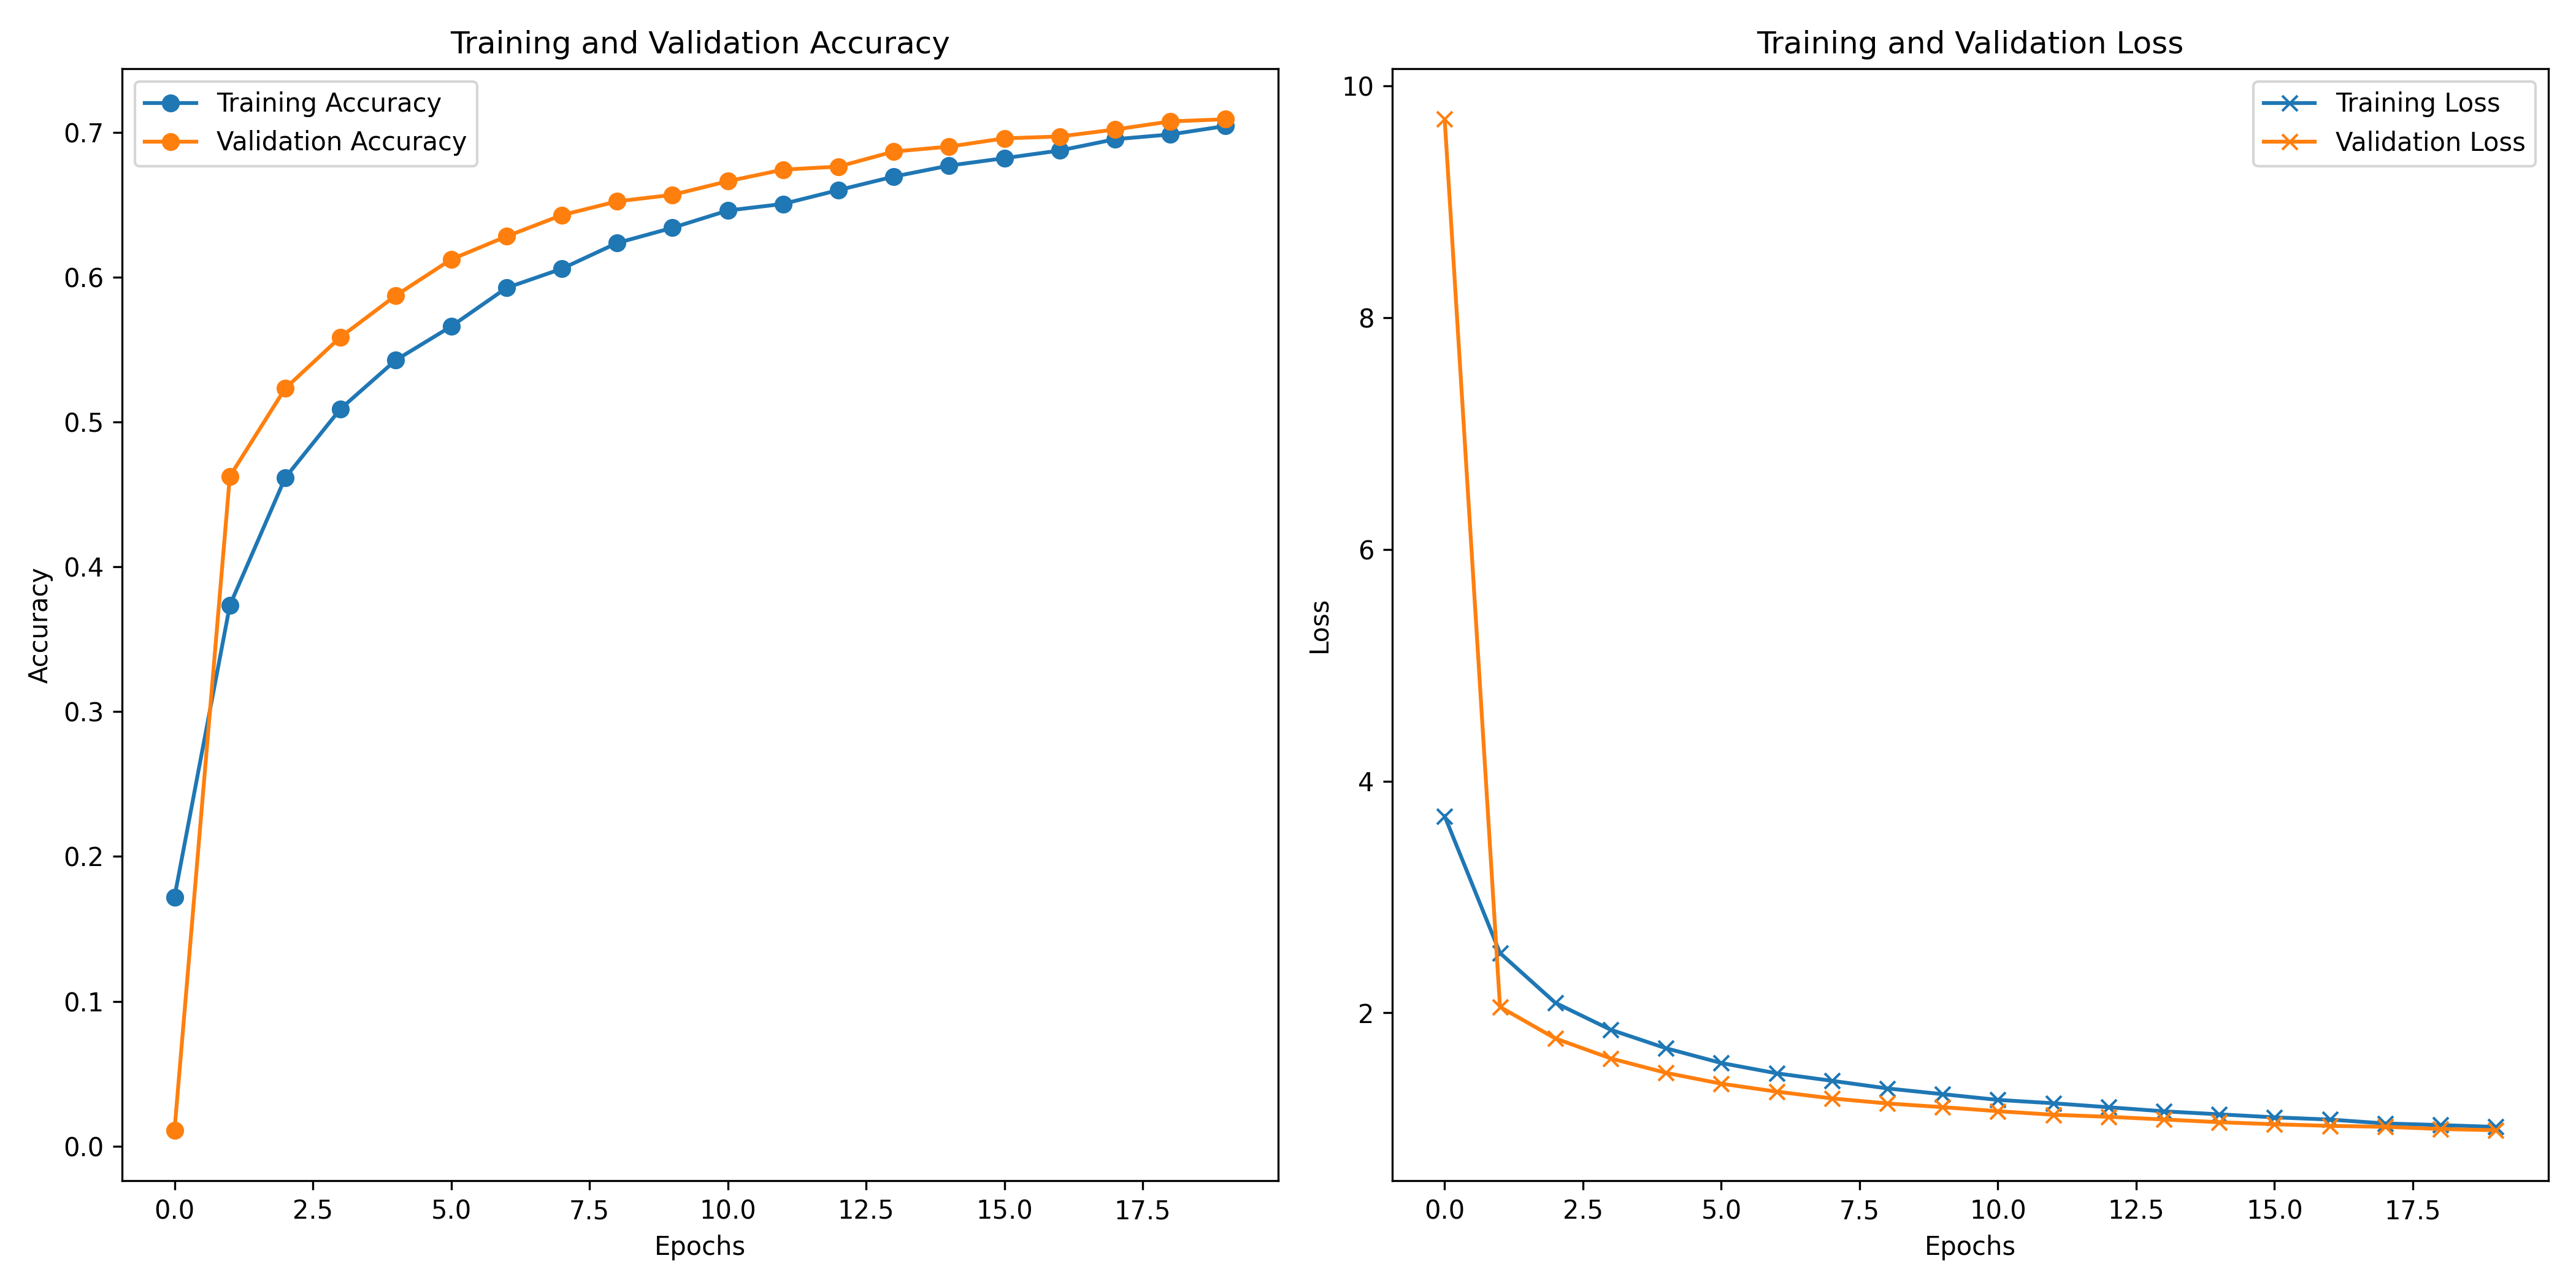 Training and Validation Accuracy
Training Accuracy
Validation Accuracy
0.7
0.6
0.5
0.4
0.3
0.2
0.1
0.0
Accuracy
0.0 2.5 5.0 7.5 10.0 12.5 15.0 17.5
Epochs
Training and Validation Loss
Training Loss
Validation Loss
10
8
6
4
2
Loss
0.0 2.5 5.0 7.5 10.0 12.5 15.0 17.5
Epochs